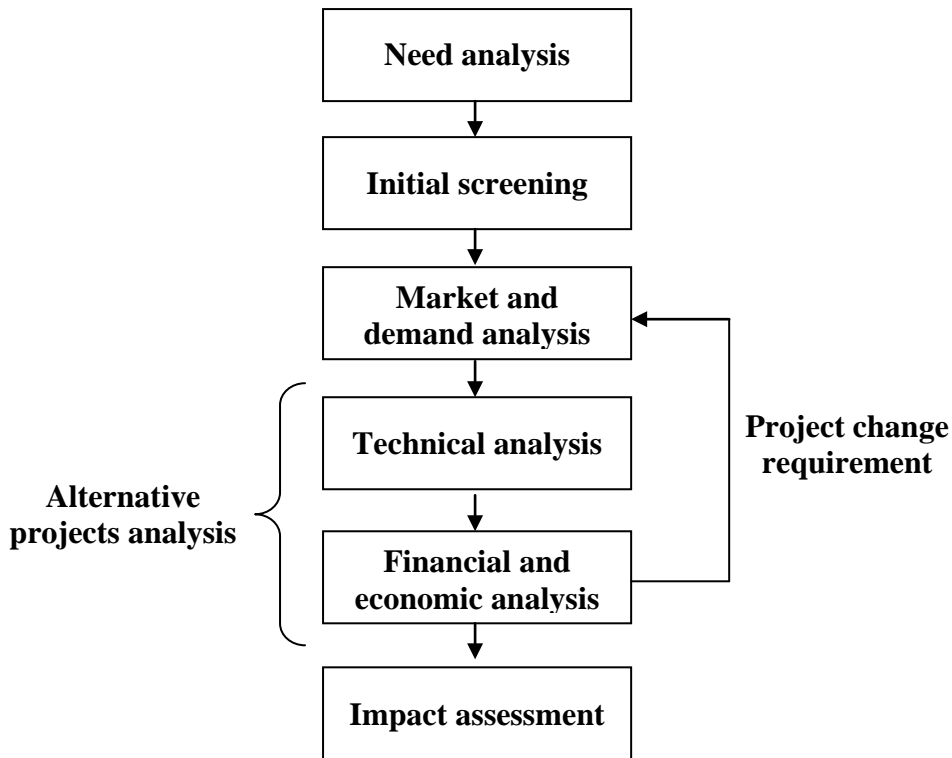 Need analysis
Initial screening
Market and
demand analysis
Technical analysis
Project change
requirement
Alternative
projects analysis
Financial and
economic analysis
Impact assessment